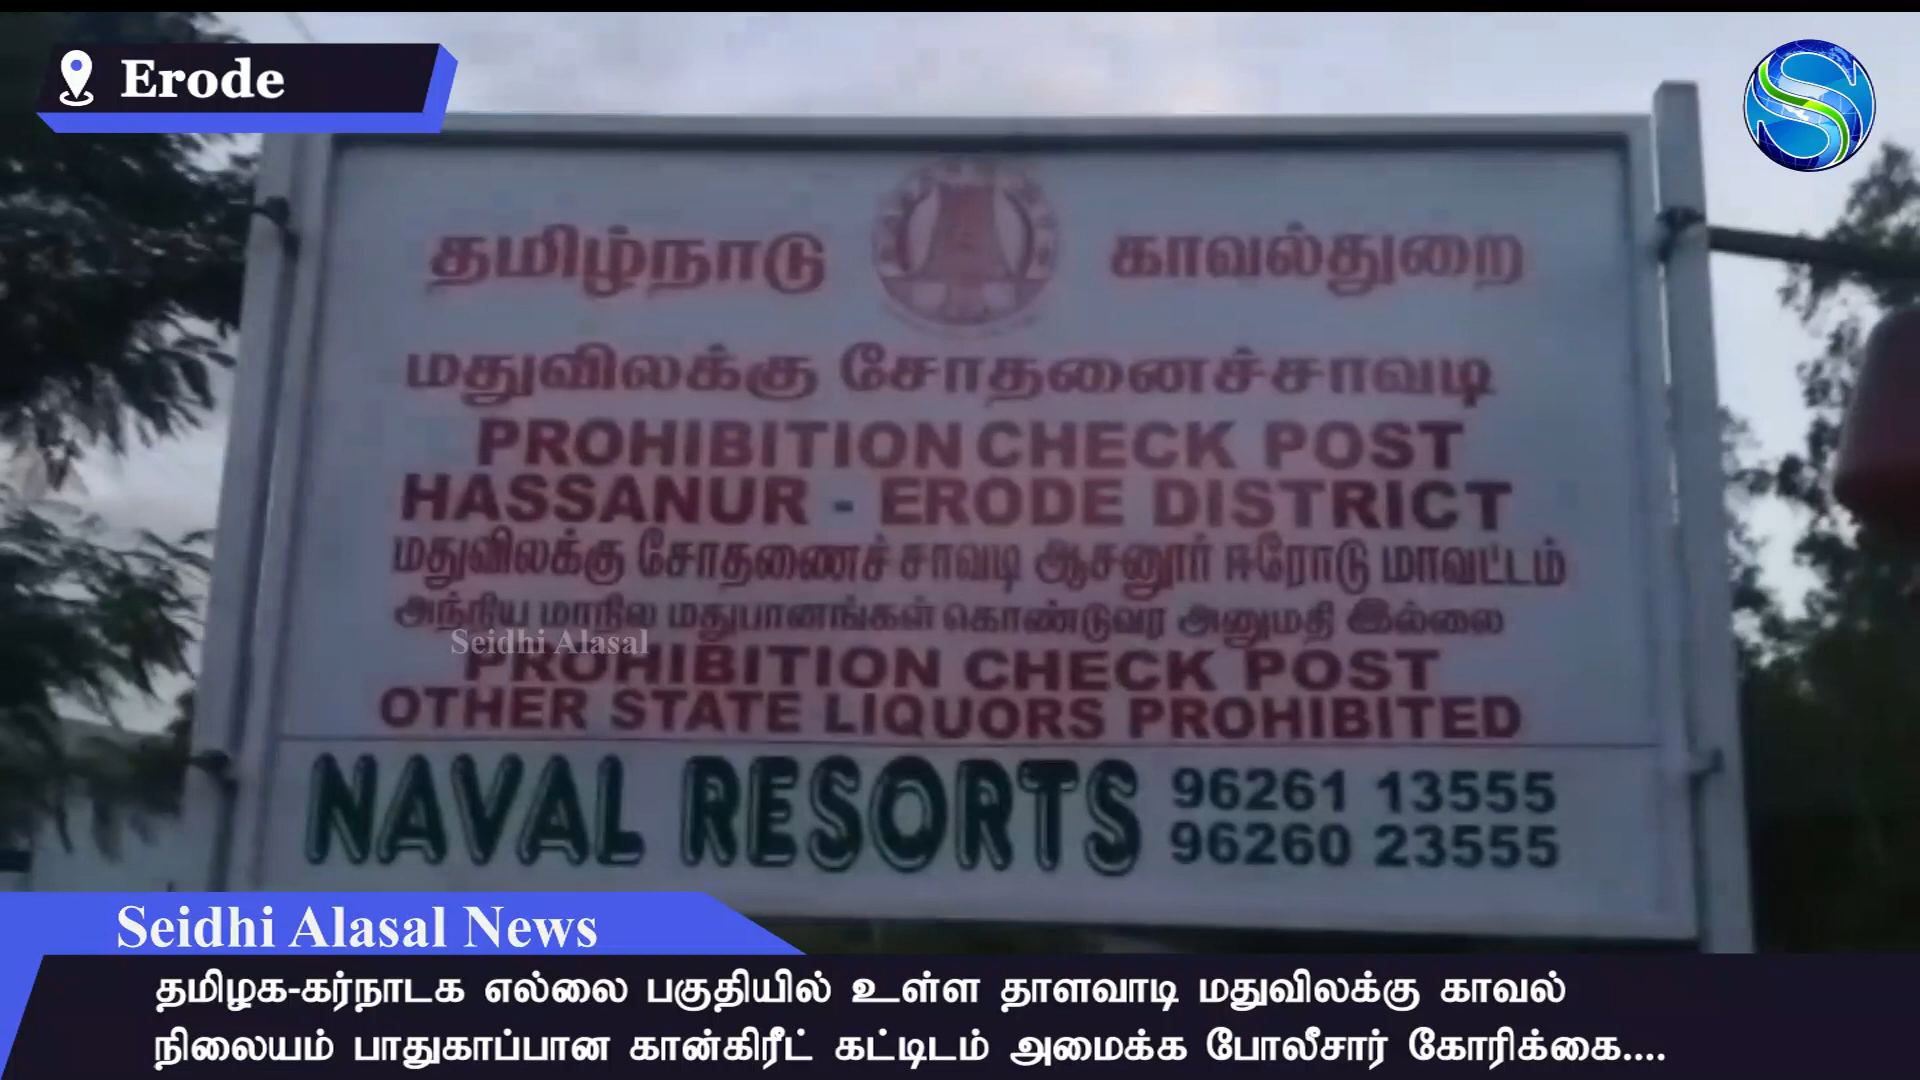 Erode
தமிழ்நாடு காவல்துறை
மதுவிலக்கு சோதனைச்சாவடி
PROHIBITION CHECK POST
HASSANUR - ERODE DISTRICT
மதுவிலக்கு சோதணைச்சாவடி ஆசனூர் ஈரோடு மாவட்டம்
அந்நிய மாநில மதுபானங்கள் கொண்டுவர அனுமதி இல்லை
Seidhi Alasal
PROHIBITION CHECK POST
OTHER STATE LIQUORS PROHIBITED
NAVAL RESORTS 96261 13555
96260 23555
Seidhi Alasal News
தமிழக-கர்நாடக எல்லை பகுதியில் உள்ள தாளவாடி மதுவிலக்கு காவல்
நிலையம் பாதுகாப்பான கான்கிரீட் கட்டிடம் அமைக்க போலீசார் கோரிக்கை....